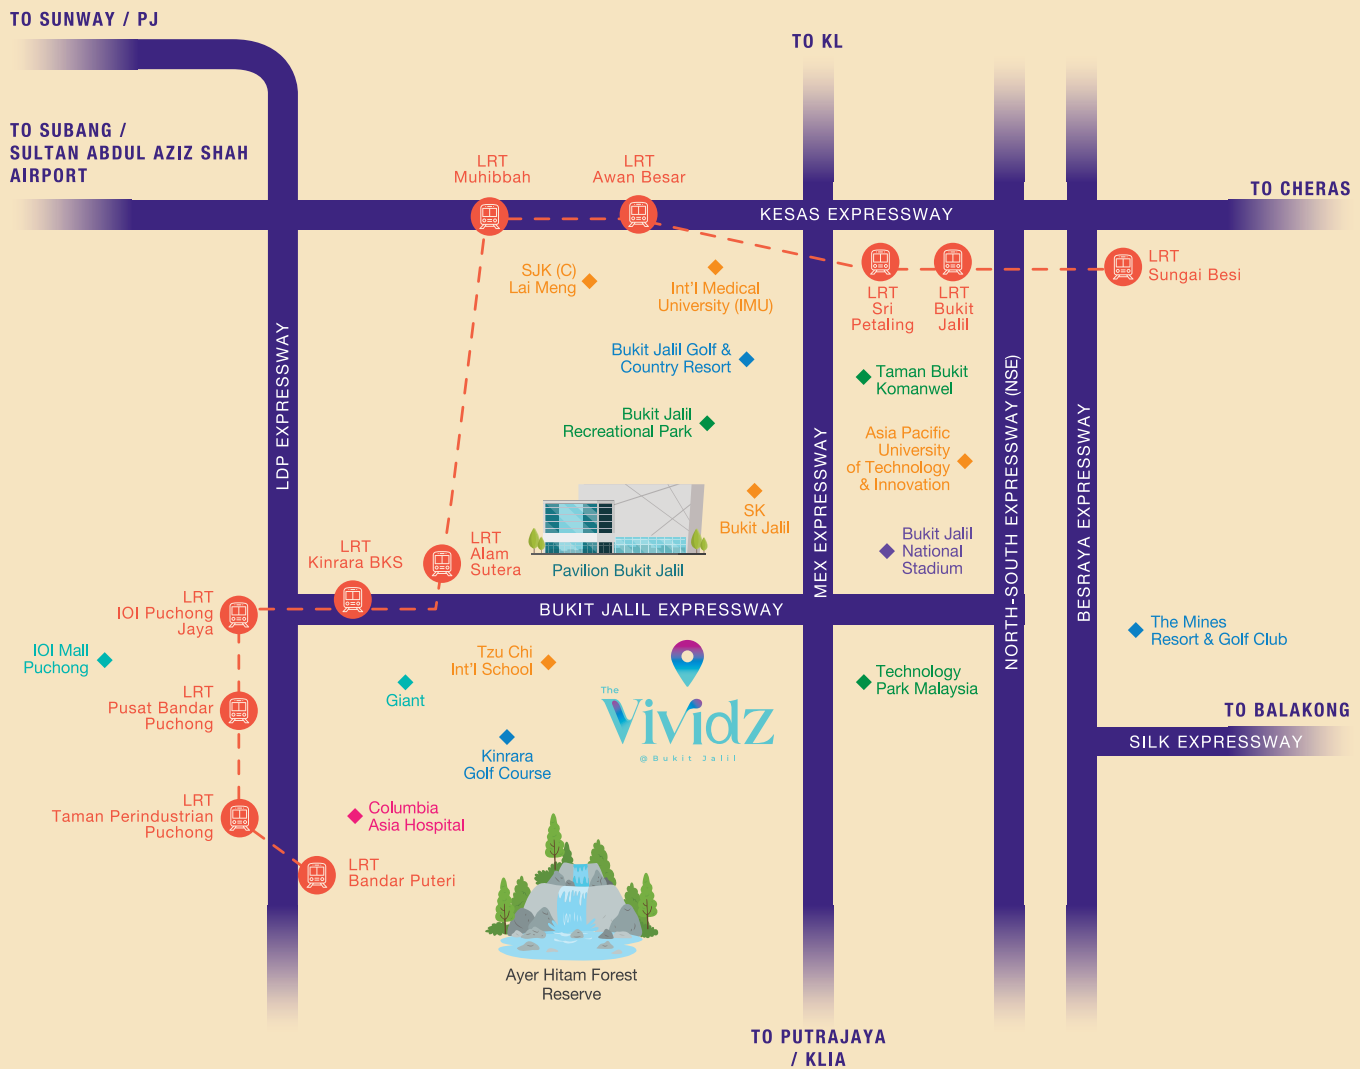 TO SUNWAY / PJ
TO KL
TO SUBANG /
SULTAN ABDUL AZIZ SHAH
AIRPORT
LRT
Muhibbah
LRT
Awan Besar
TO CHERAS
KESAS EXPRESSWAY
SJK (C)
Lai Meng
Int'l Medical
University (IMU)
LRT
Sri
Petaling
LRT
Bukit
Jalil
LRT
Sungai Besi
LDP EXPRESSWAY
Bukit Jalil Golf &
Country Resort
Taman Bukit
Komanwel
Bukit Jalil
Recreational Park
Asia Pacific
University
of Technology
& Innovation
MEX EXPRESSWAY
NORTH-SOUTH EXPRESSWAY (NSE)
BESRAYA EXPRESSWAY
SK
Bukit Jalil
Bukit Jalil
National
Stadium
Pavilion Bukit Jalil
LRT
Kinrara BKS
LRT
Alam
Sutera
BUKIT JALIL EXPRESSWAY
LRT
IOI Puchong
Jaya
IOI Mall
Puchong
The Mines
Resort & Golf Club
Tzu Chi
Int'l School
Giant
Technology
Park Malaysia
LRT
Pusat Bandar
Puchong
The
Vividz
@Bukit Jalil
Kinrara
Golf Course
TO BALAKONG
SILK EXPRESSWAY
LRT
Taman Perindustrian
Puchong
Columbia
Asia Hospital
LRT
Bandar Puteri
Ayer Hitam Forest
Reserve
TO PUTRAJAYA
/ KLIA